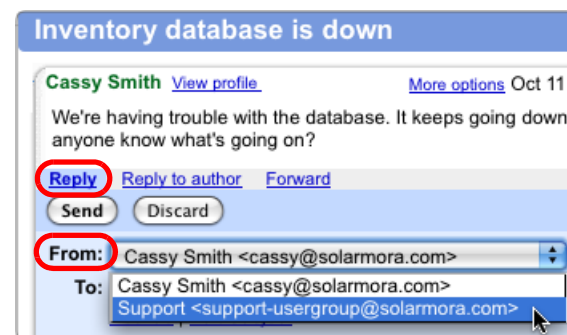 Inventory database is down
Cassy Smith View profile More options Oct 11
We're having trouble with the database. It keeps going down
anyone know what's going on?
Reply Reply to author Forward
Send Discard
From: Cassy Smith <cassy@solarmora.com>
To: Cassy Smith <cassy@solarmora.com>
Support <support-usergroup@solarmora.com>